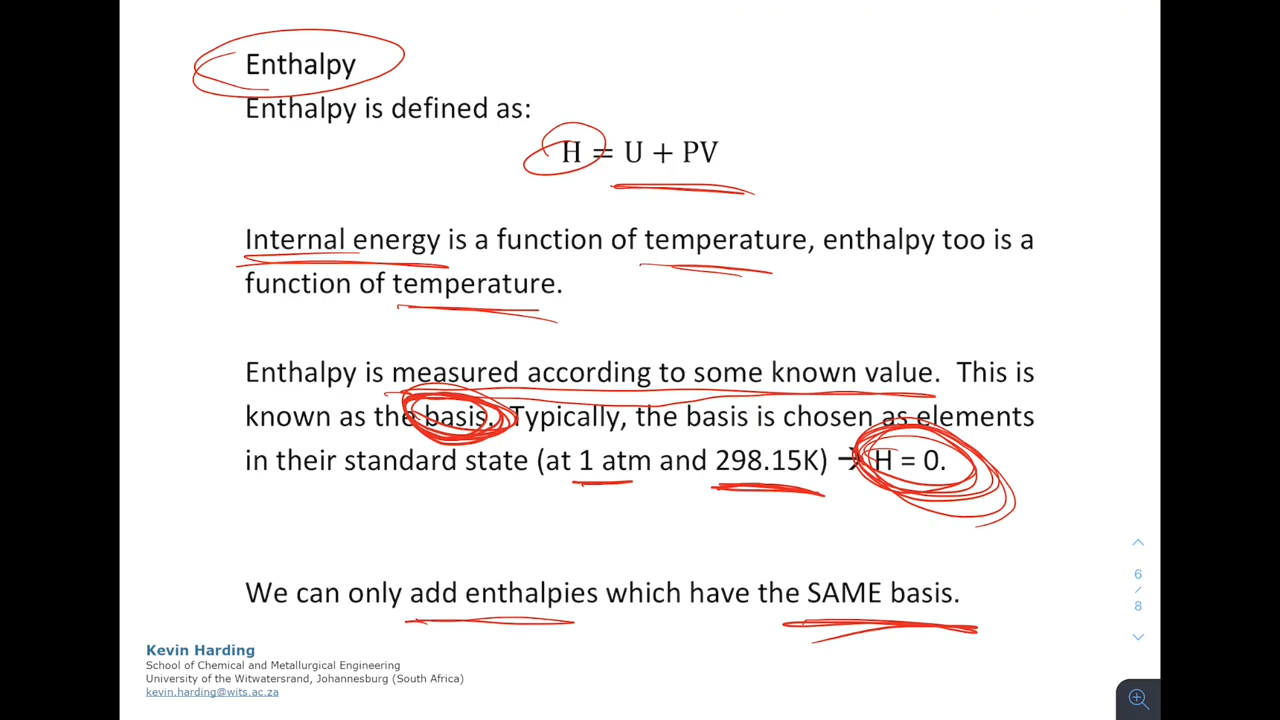 Enthalpy
Enthalpy is defined as:
H = U + PV
Internal energy is a function of temperature, enthalpy too is a
function of temperature.
Enthalpy is measured according to some known value. This is
known as the basis. Typically, the basis is chosen as elements
in their standard state (at 1 atm and 298.15K) → H = 0.
We can only add enthalpies which have the SAME basis.
Kevin Harding
School of Chemical and Metallurgical Engineering
University of the Witwatersrand, Johannesburg (South Africa)
kevin.harding@wits.ac.za
6
/
8